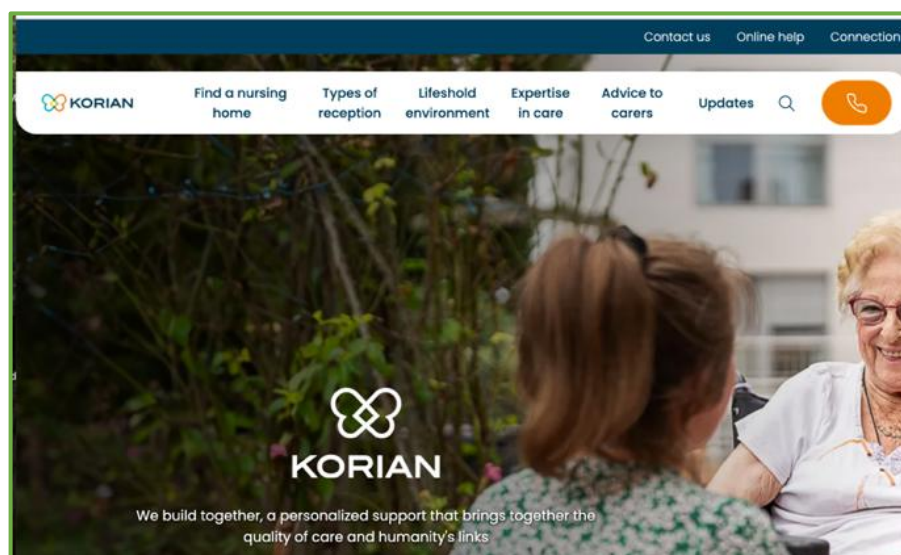 Contact us Online help Connection
KORIAN
Find a nursing
home
Types of
reception
Lifeshold
environment
Expertise
in care
Advice to
carers
Updates
KORIAN
We build together, a personalized support that brings together the
quality of care and humanity's links